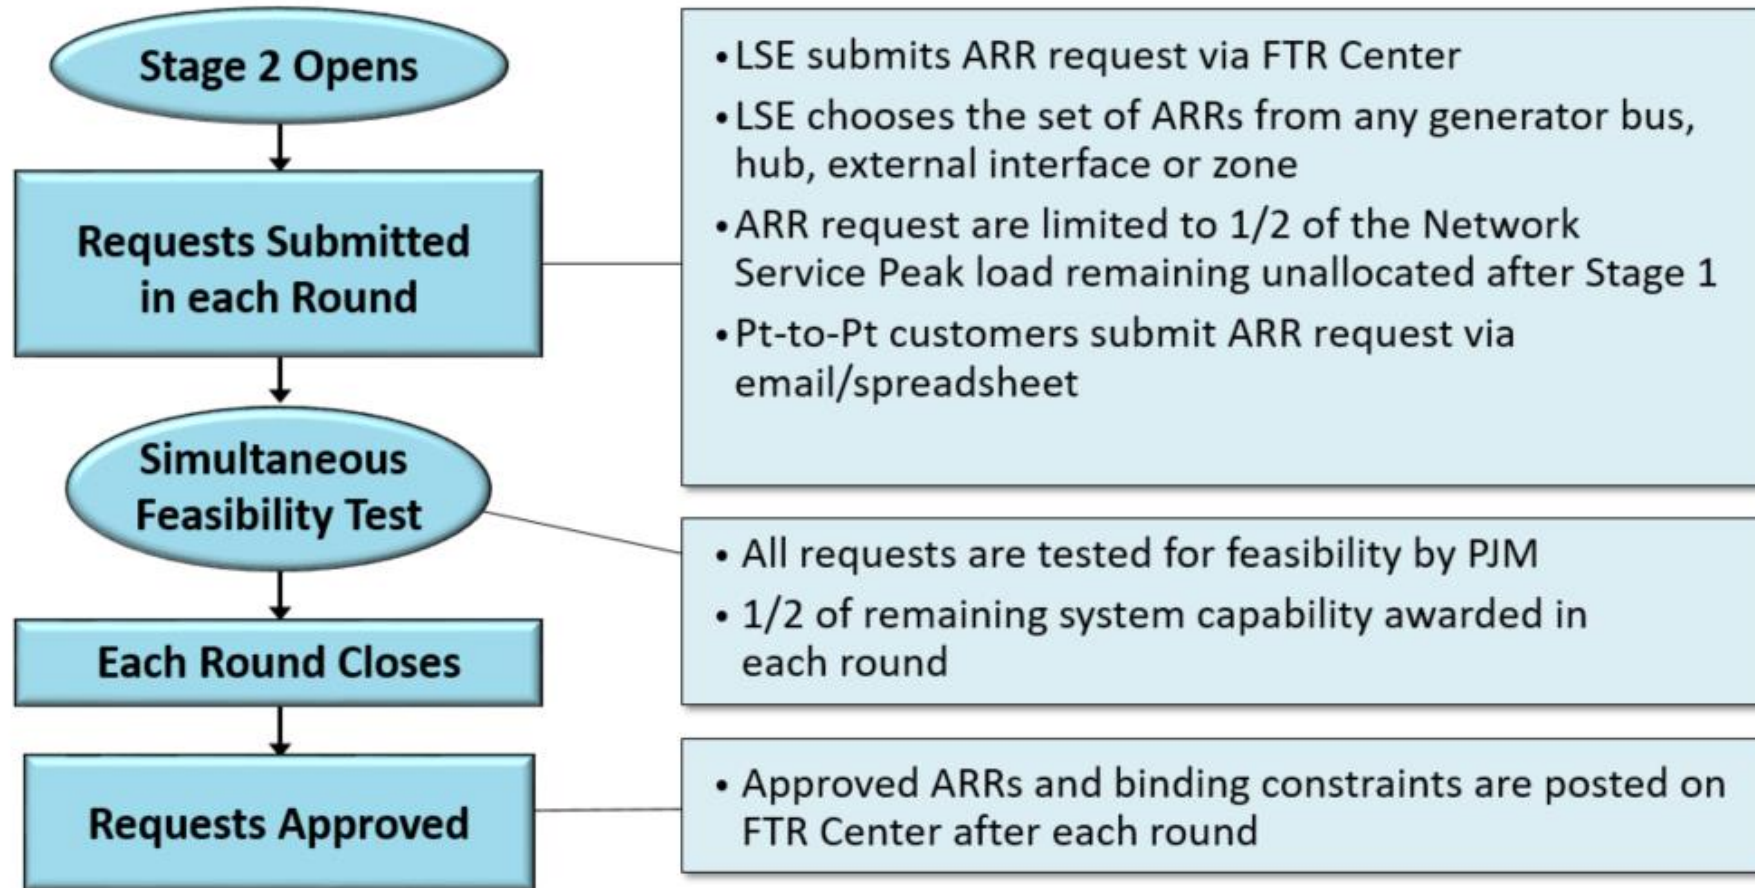 Stage 2 Opens
Requests Submitted
in each Round
Simultaneous
Feasibility Test
Each Round Closes
Requests Approved
• LSE submits ARR request via FTR Center
• LSE chooses the set of ARRs from any generator bus,
hub, external interface or zone
• ARR request are limited to 1/2 of the Network
Service Peak load remaining unallocated after Stage 1
• Pt-to-Pt customers submit ARR request via
email/spreadsheet
• All requests are tested for feasibility by PJM
• 1/2 of remaining system capability awarded in
each round
• Approved ARRs and binding constraints are posted on
FTR Center after each round